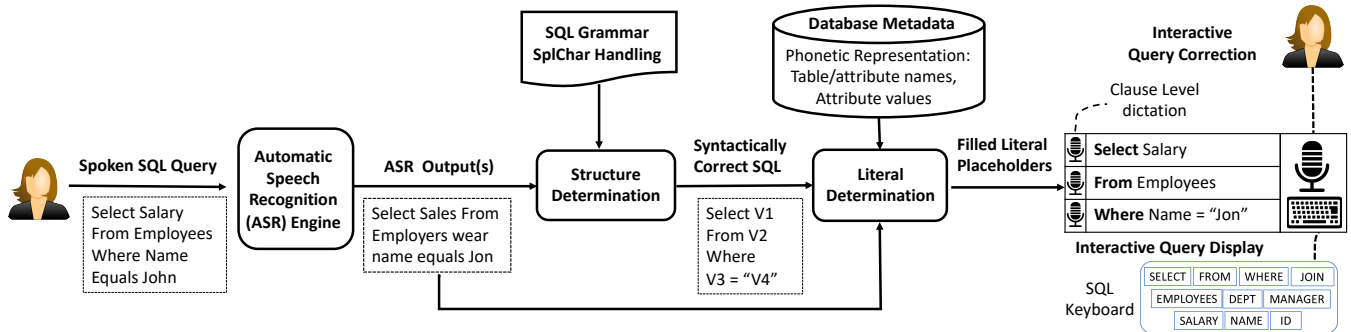 SQL Grammar
SplChar Handling
Database Metadata
Phonetic Representation:
Table/attribute names,
Attribute values
Interactive
Query Correction
Clause Level
dictation
Spoken SQL Query
Select Salary
From Employees
Where Name
Equals John
Automatic
Speech
Recognition
(ASR) Engine
ASR Output(s)
Select Sales From
Employers wear
name equals Jon
Structure
Determination
Syntactically
Correct SQL
Select V1
From V2
Where
V3 = “V4”
Literal
Determination
Filled Literal
Placeholders
Select Salary
From Employees
Where Name = “Jon”
Interactive Query Display
SQL
Keyboard
SELECT FROM WHERE JOIN
EMPLOYEES DEPT MANAGER
SALARY NAME ID